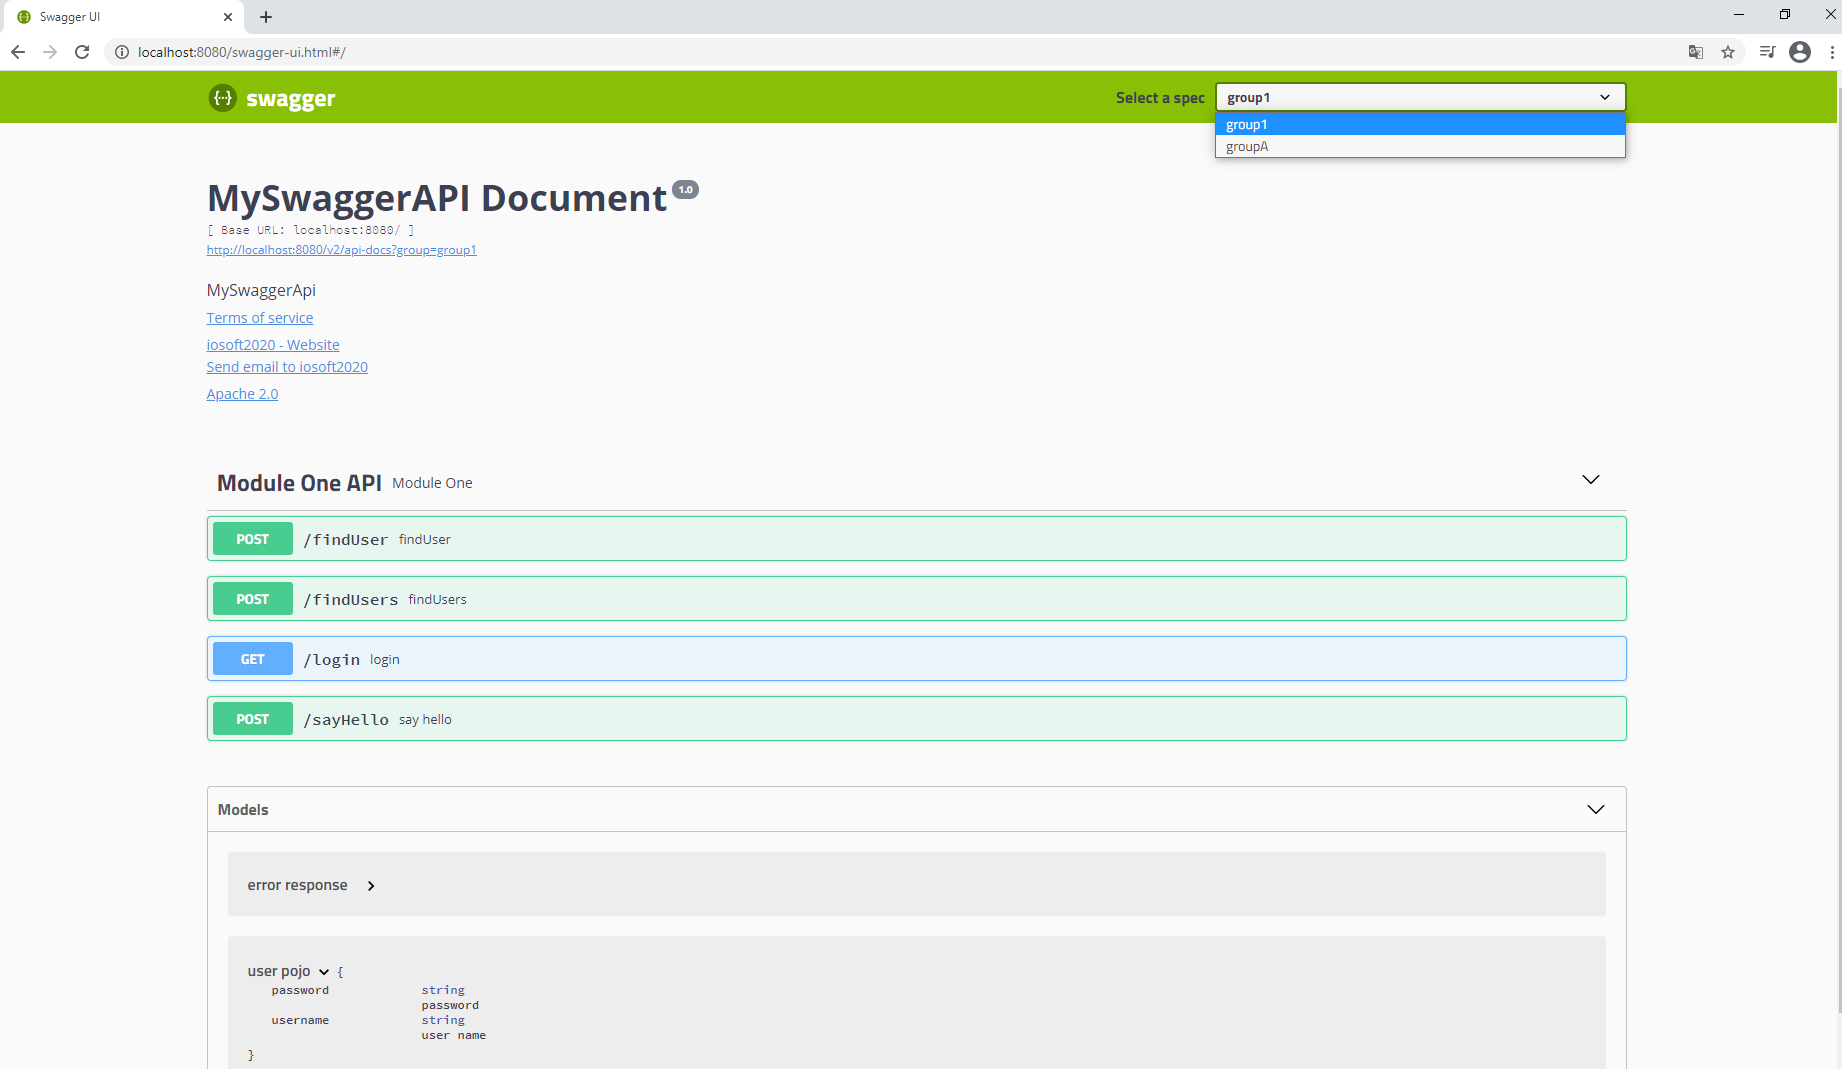 Swagger UI
localhost:8080/swagger-ui.html#/
{···} swagger
Select a spec
group1
group1
groupA
MySwaggerAPI Document 1.0
[ Base URL: localhost:8080/ ]
http://localhost:8080/v2/api-docs?group=group1
MySwaggerApi
Terms of service
iosoft2020 - Website
Send email to iosoft2020
Apache 2.0
Module One API Module One
POST /findUser findUser
POST /findUsers findUsers
GET /login login
POST /sayHello say hello
Models
error response
user pojo {
password string
password
username string
user name
}